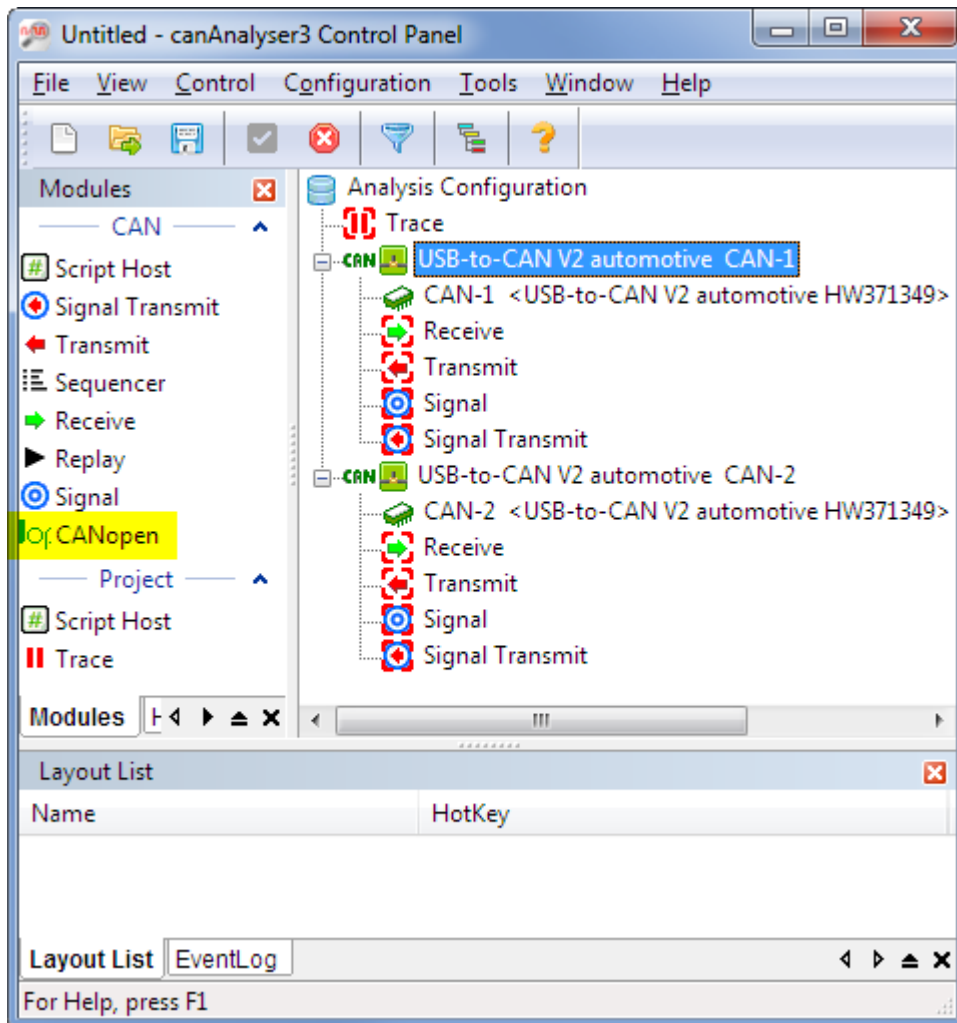 Untitled - canAnalyser3 Control Panel
File View Control Configuration Tools Window Help
Modules
CAN
Script Host
Signal Transmit
Transmit
Sequencer
Receive
Replay
Signal
CANopen
Project
Script Host
Trace
Modules
Analysis Configuration
Trace
CAN USB-to-CAN V2 automotive CAN-1
CAN-1 <USB-to-CAN V2 automotive HW371349>
Receive
Transmit
Signal
Signal Transmit
CAN USB-to-CAN V2 automotive CAN-2
CAN-2 <USB-to-CAN V2 automotive HW371349>
Receive
Transmit
Signal
Signal Transmit
Layout List
Name HotKey
Layout List EventLog
For Help, press F1